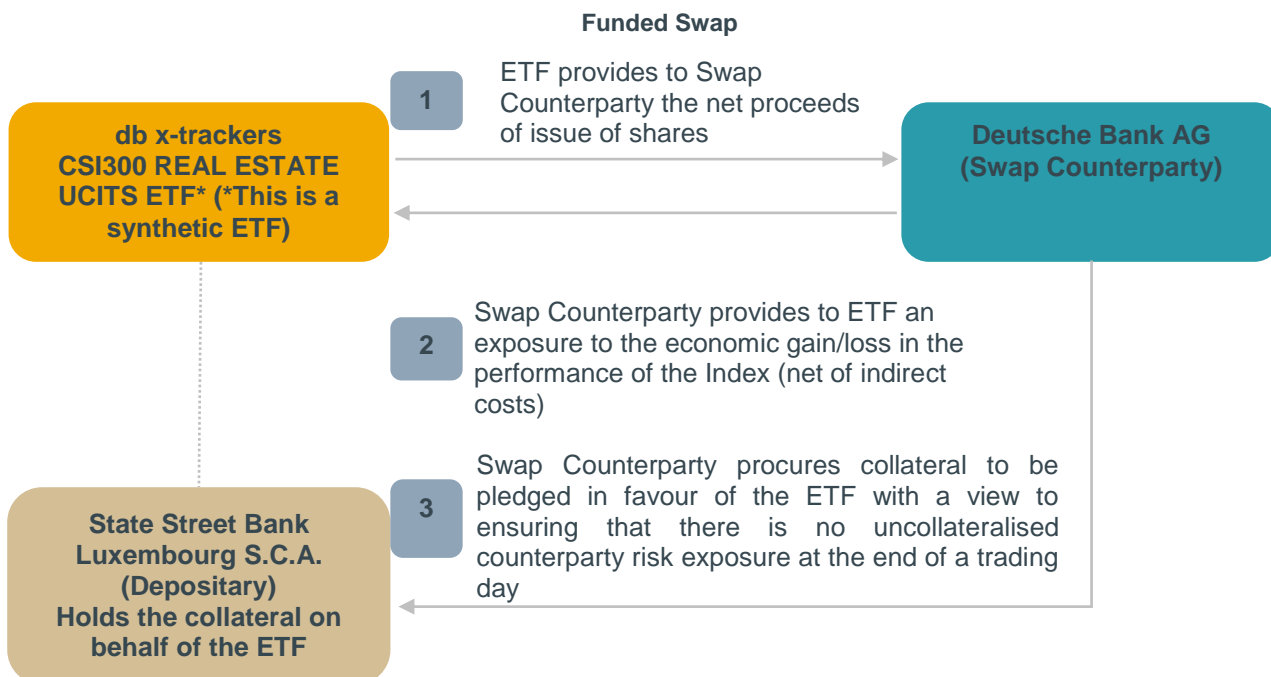 Funded Swap
1
ETF provides to Swap
Counterparty the net proceeds
of issue of shares
db x-trackers
CSI300 REAL ESTATE
UCITS ETF* (*This is a
synthetic ETF)
Deutsche Bank AG
(Swap Counterparty)
2
Swap Counterparty provides to ETF an
exposure to the economic gain/loss in the
performance of the Index (net of indirect
costs)
3
Swap Counterparty procures collateral to be
pledged in favour of the ETF with a view to
ensuring that there is no uncollateralised
counterparty risk exposure at the end of a trading
day
State Street Bank
Luxembourg S.C.A.
(Depositary)
Holds the collateral on
behalf of the ETF